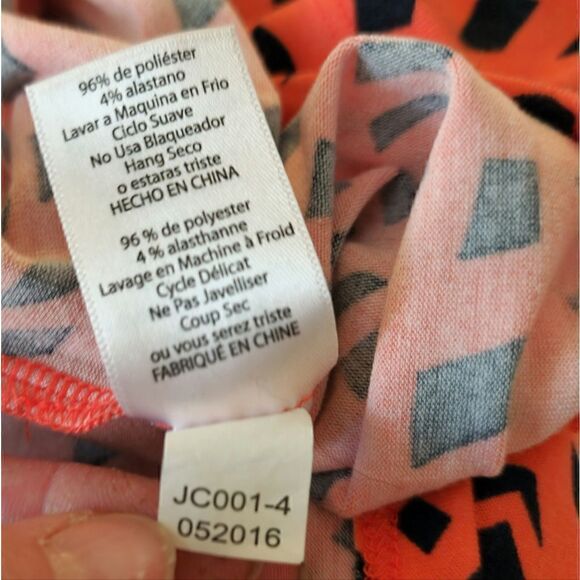 96% de poliéster
4% alastano
Lavar a Maquina en Frio
Ciclo Suave
No Usa Blaqueador
Hang Seco
o estaras triste
HECHO EN CHINA
96 % de polyester
4 % alasthanne
Lavage en Machine à Froid
Cycle Délicat
Ne Pas Javelliser
Coup Sec
ou vous serez triste
FABRIQUÉ EN CHINE
JC001-4
052016